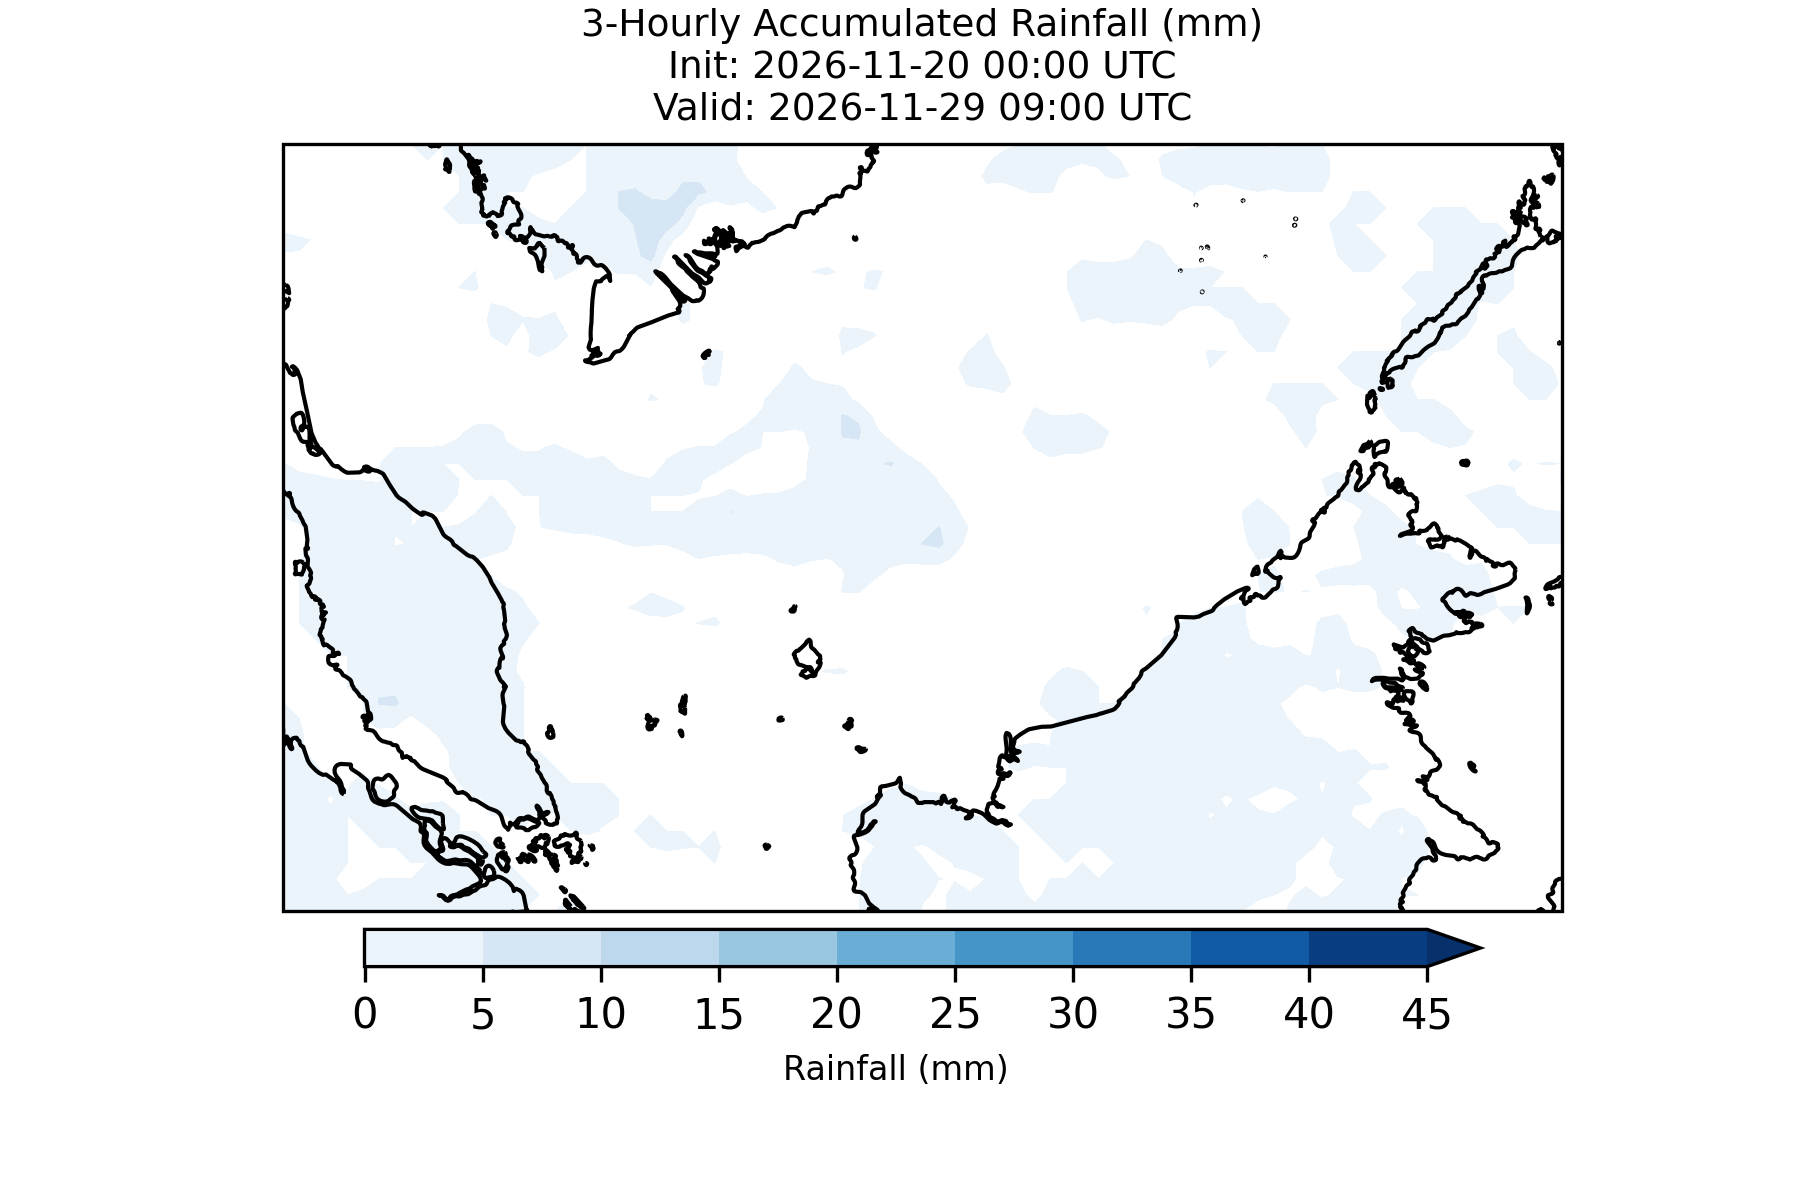 3-Hourly Accumulated Rainfall (mm)
Init: 2026-11-20 00:00 UTC
Valid: 2026-11-29 09:00 UTC
0 5 10 15 20 25 30 35 40 45
Rainfall (mm)